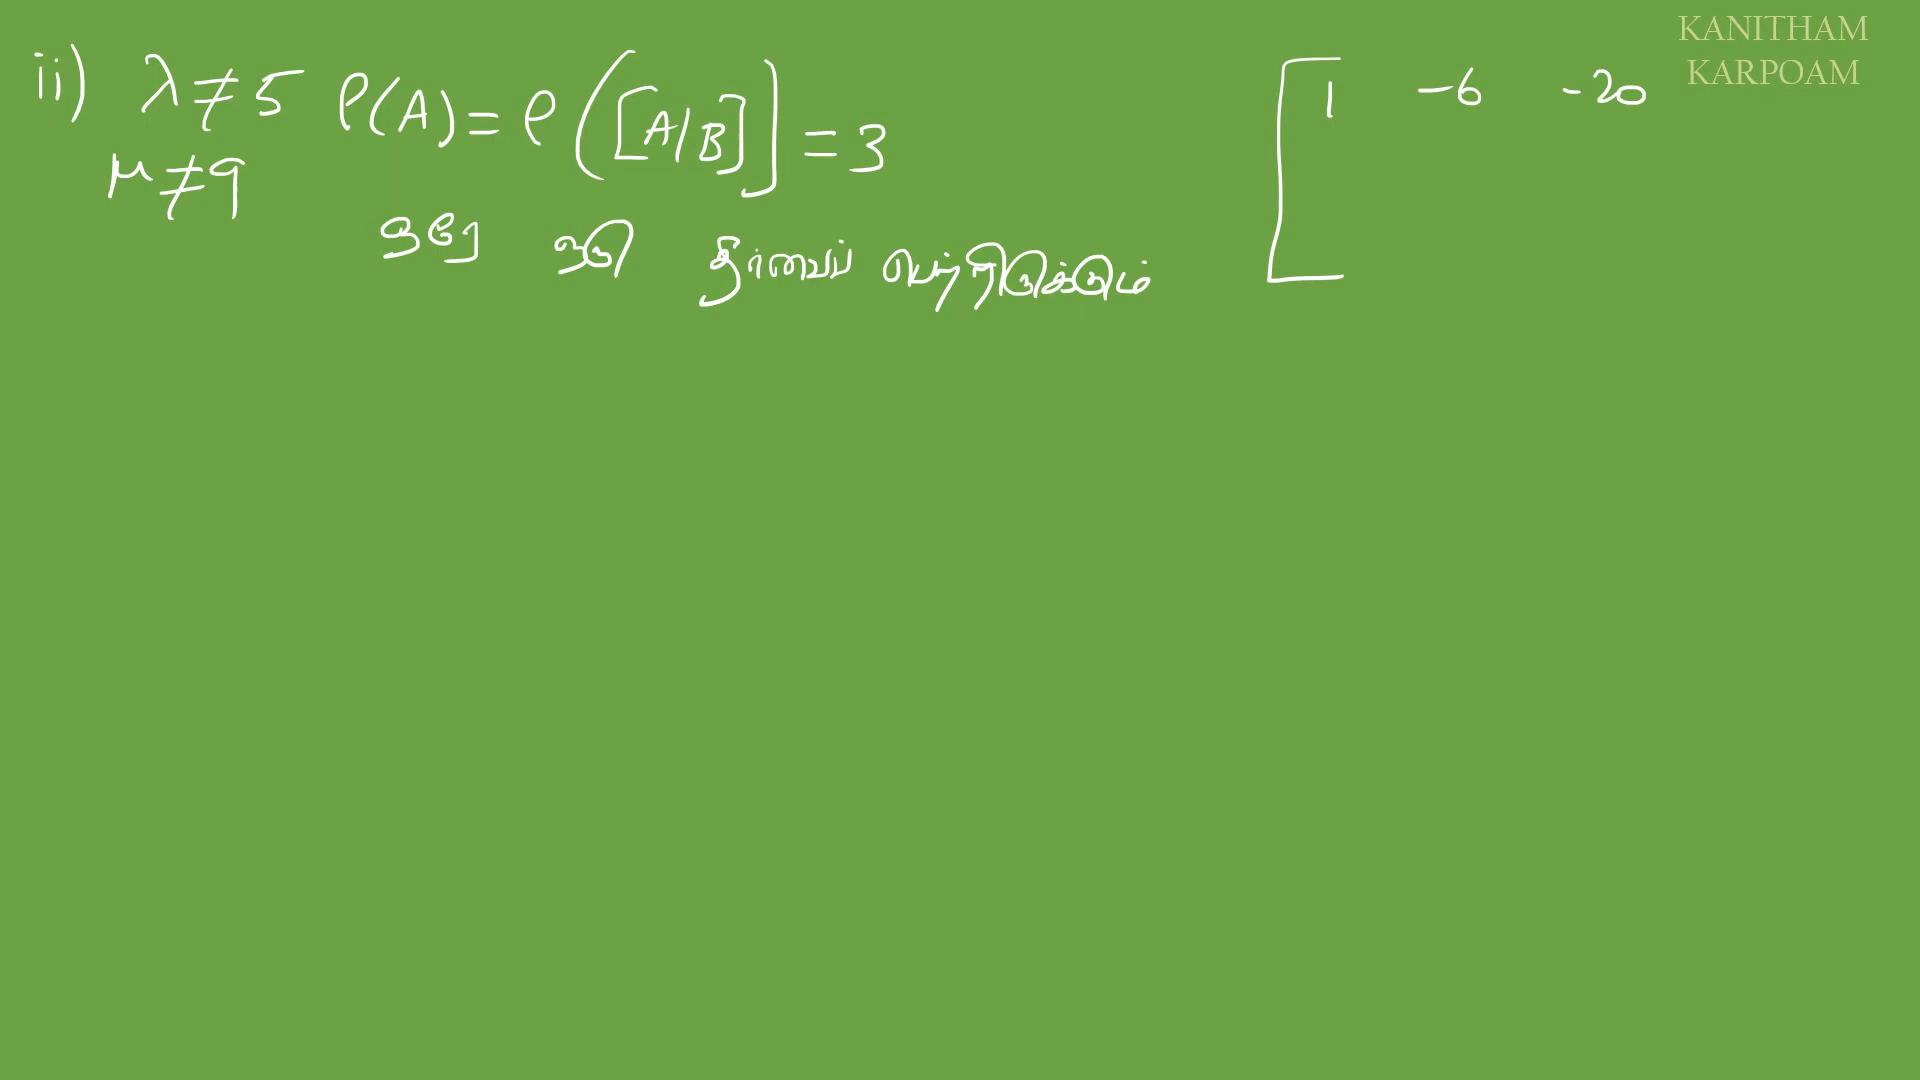 KANITHAM
KARPOAM
ii) λ ≠ 5 ρ(A) = ρ([A/B]) = 3
μ ≠ 9
ஒரே ஒரு தீர்வைப் பெற்றிருக்கும்
[1 -6 -20